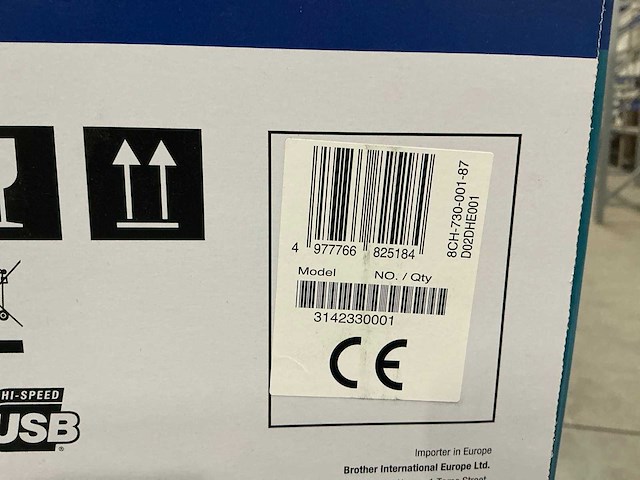 4 977766 825184
8CH-730-001-87
D02DHE001
Model NO. / Qty
3142330001
CE
HI-SPEED
USB
®
Importer in Europe
Brother International Europe Ltd.